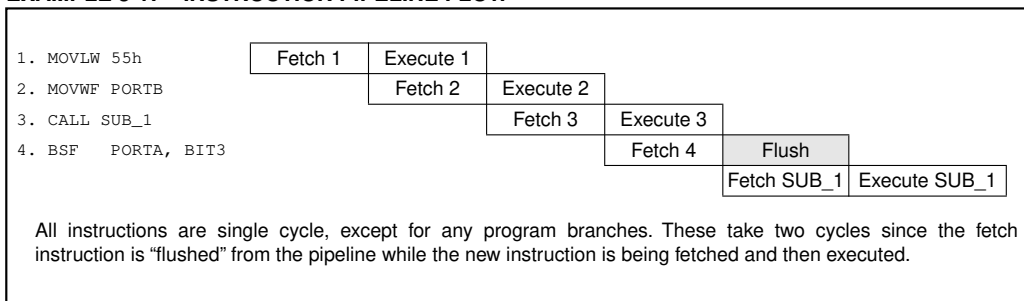 1. MOVLW 55h Fetch 1 Execute 1
2. MOVWF PORTB Fetch 2 Execute 2
3. CALL SUB_1 Fetch 3 Execute 3
4. BSF PORTA, BIT3 Fetch 4 Flush
Fetch SUB_1 Execute SUB_1
All instructions are single cycle, except for any program branches. These take two cycles since the fetch
instruction is “flushed” from the pipeline while the new instruction is being fetched and then executed.